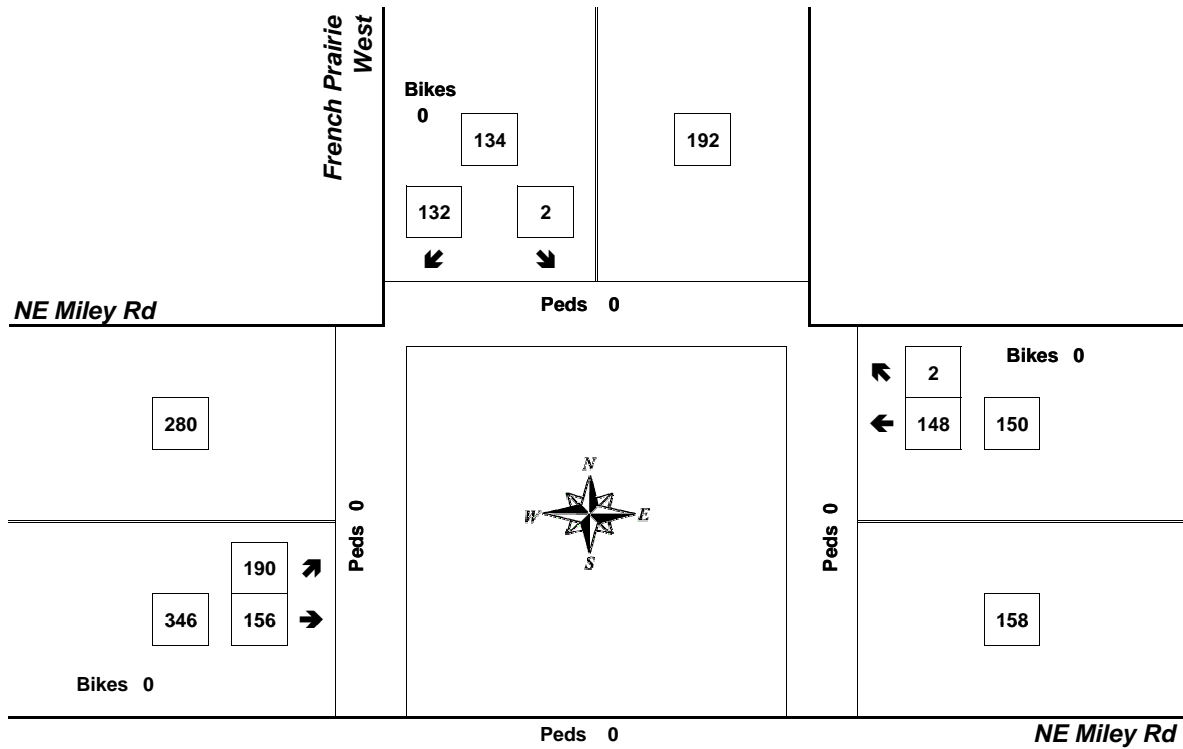 French Prairie
West
Bikes
0
134
192
132
2
Peds 0
NE Miley Rd
Bikes 0
2
280
148
150
N
W
E
S
Peds 0
Peds 0
190
346
156
158
Bikes 0
Peds 0
NE Miley Rd